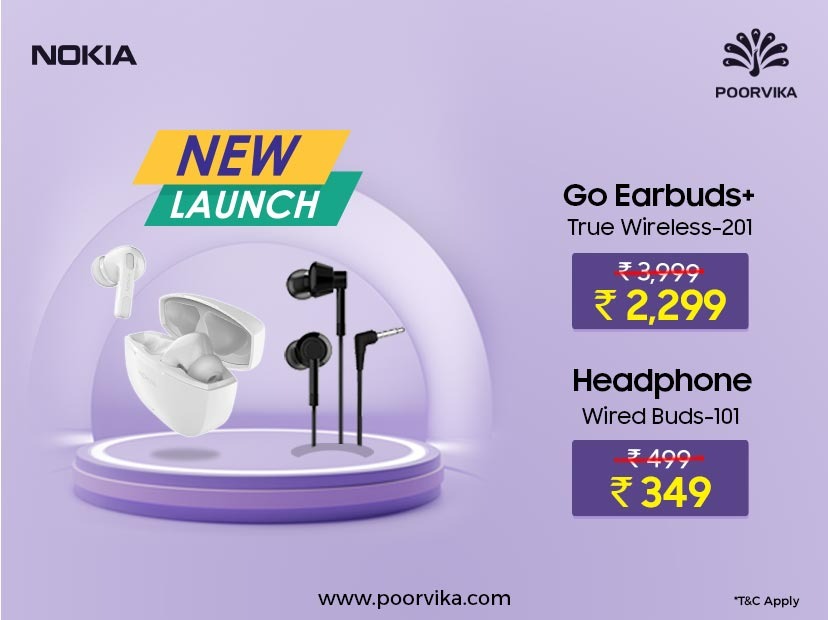 NOKIA
POORVIKA
NEW
LAUNCH
Go Earbuds+
True Wireless-201
₹ 3,999
₹ 2,299
Headphone
Wired Buds-101
₹ 499
₹ 349
www.poorvika.com
*T&C Apply